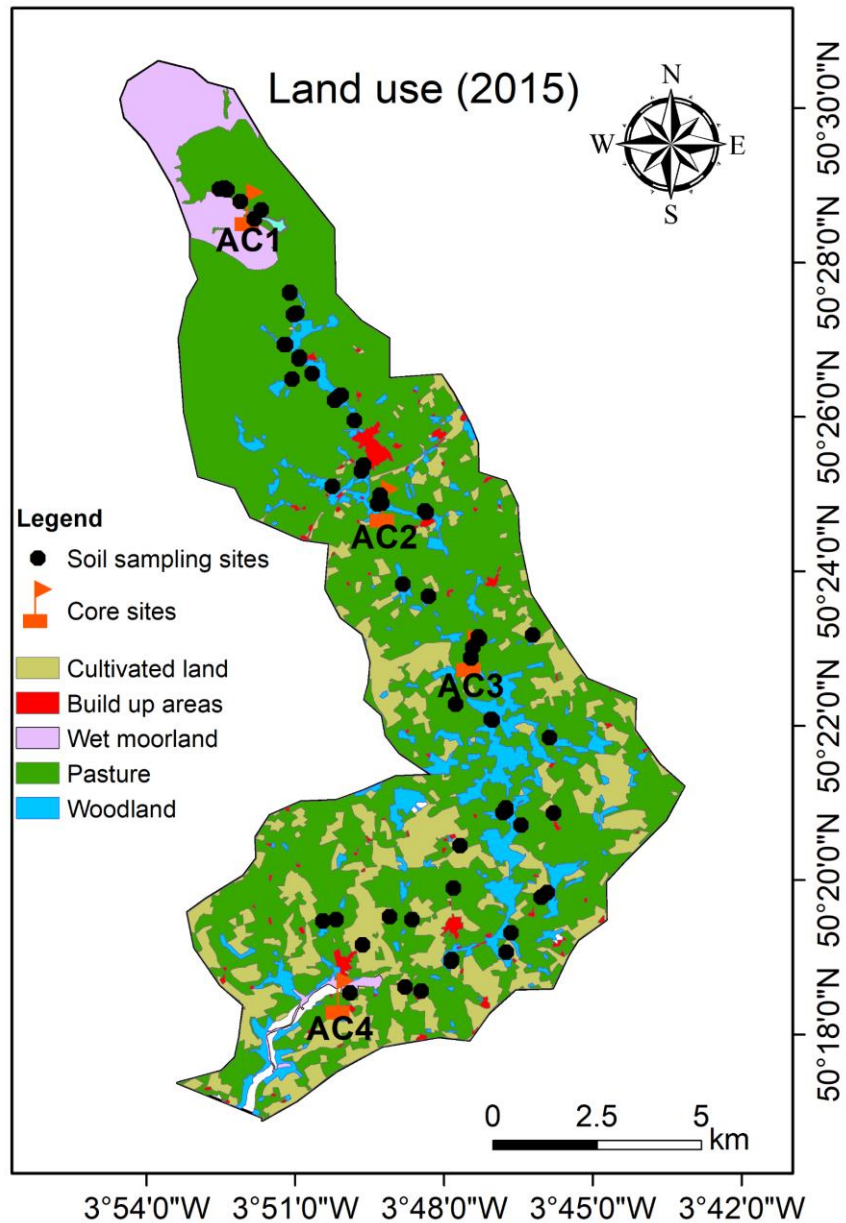 Land use (2015)
N
W
E
S
50°30'0"N
50°28'0"N
50°26'0"N
50°24'0"N
50°22'0"N
50°20'0"N
50°18'0"N
AC1
AC2
AC3
AC4
Legend
Soil sampling sites
Core sites
Cultivated land
Build up areas
Wet moorland
Pasture
Woodland
0 2.5 5
km
3°54'0"W 3°51'0"W 3°48'0"W 3°45'0"W 3°42'0"W